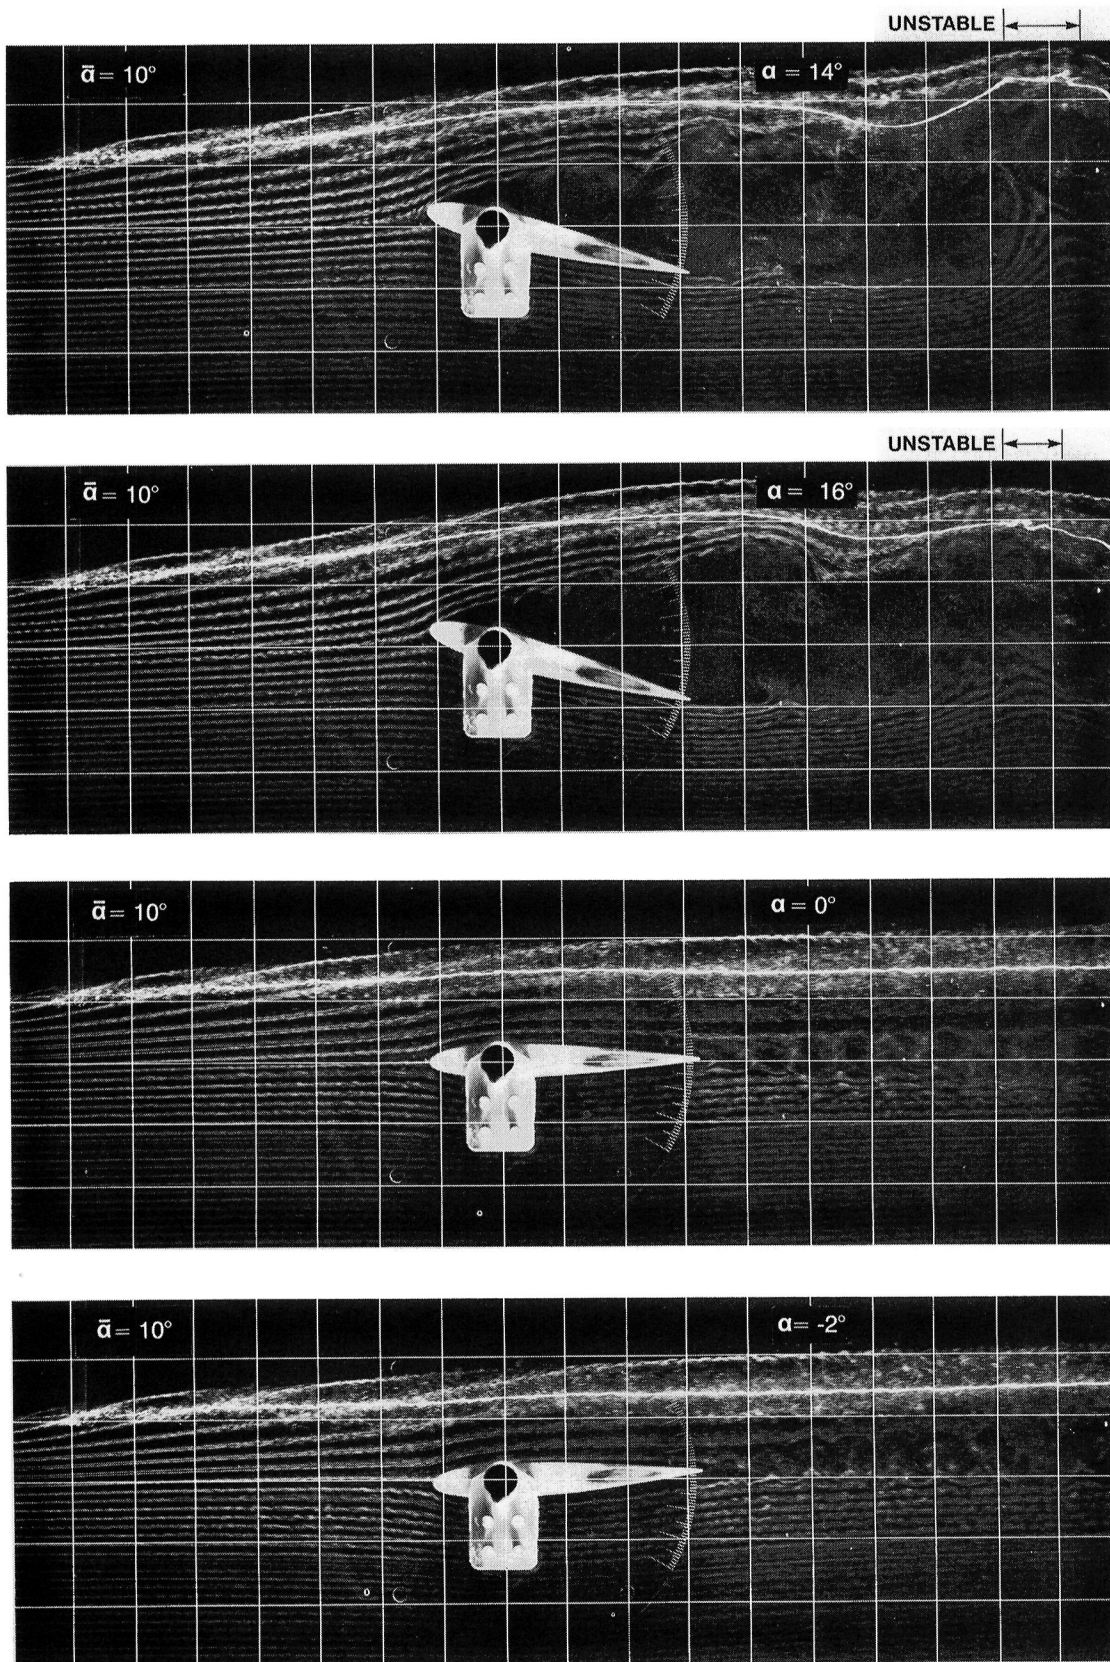 UNSTABLE
ᾱ = 10°
α = 14°
UNSTABLE
ᾱ = 10°
α = 16°
ᾱ = 10°
α = 0°
ᾱ = 10°
α = -2°